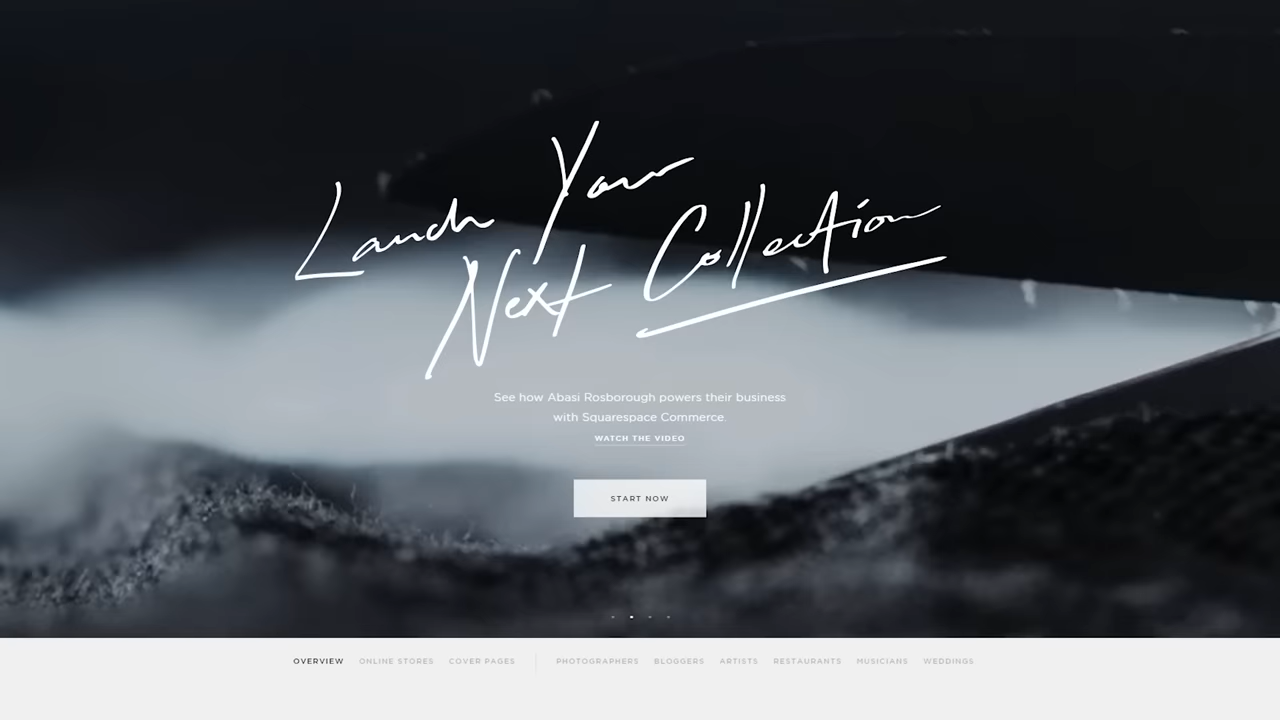 Launch Your
Next Collection
See how Abasi Rosborough powers their business
with Squarespace Commerce.
WATCH THE VIDEO
START NOW
OVERVIEW ONLINE STORES COVER PAGES PHOTOGRAPHERS BLOGGERS ARTISTS RESTAURANTS MUSICIANS WEDDINGS